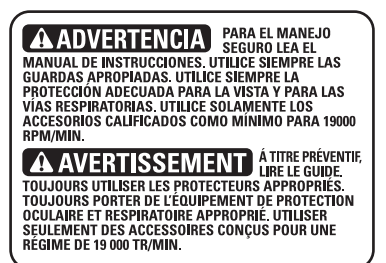 ADVERTENCIA PARA EL MANEJO
SEGURO LEA EL
MANUAL DE INSTRUCCIONES. UTILICE SIEMPRE LAS
GUARDAS APROPIADAS. UTILICE SIEMPRE LA
PROTECCIÓN ADECUADA PARA LA VISTA Y PARA LAS
VÍAS RESPIRATORIAS. UTILICE SOLAMENTE LOS
ACCESORIOS CALIFICADOS COMO MÍNIMO PARA 19000
RPM/MIN.
AVERTISSEMENT À TITRE PRÉVENTIF,
LIRE LE GUIDE.
TOUJOURS UTILISER LES PROTECTEURS APPROPRIÉS.
TOUJOURS PORTER DE L'ÉQUIPEMENT DE PROTECTION
OCULAIRE ET RESPIRATOIRE APPROPRIÉ. UTILISER
SEULEMENT DES ACCESSOIRES CONÇUS POUR UNE
RÉGIME DE 19 000 TR/MIN.